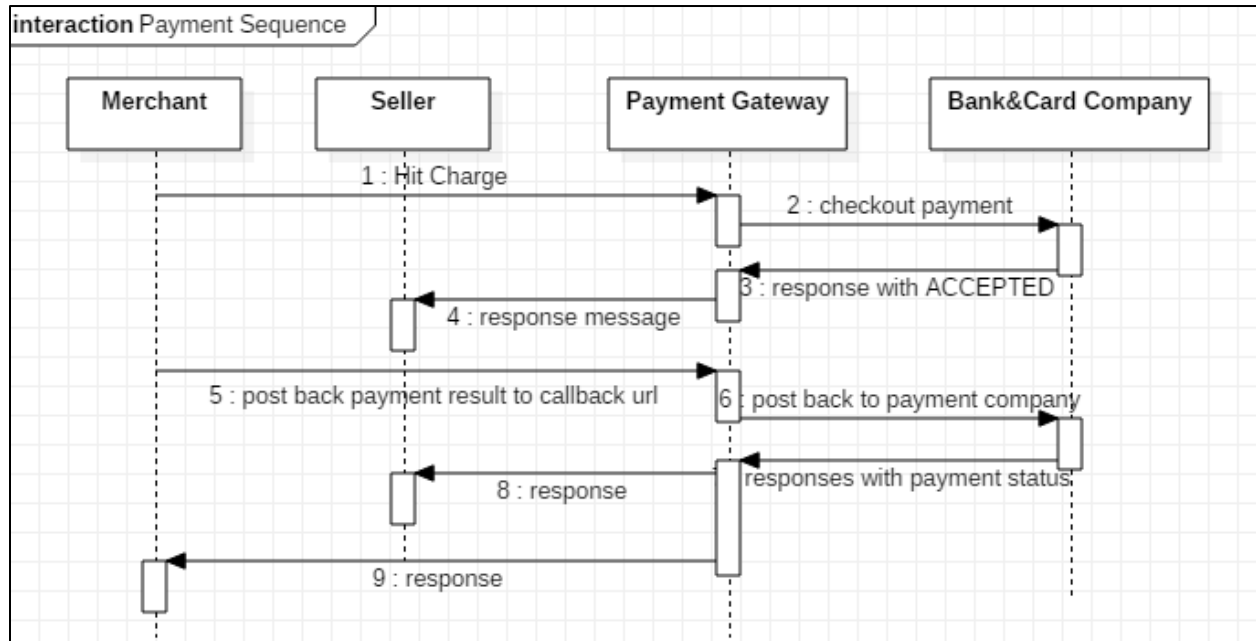 interaction Payment Sequence
Merchant
Seller
Payment Gateway
Bank&Card Company
1 : Hit Charge
2 : checkout payment
3 : response with ACCEPTED
4 : response message
5 : post back payment result to callback url
6 : post back to payment company
responses with payment status
8 : response
9 : response